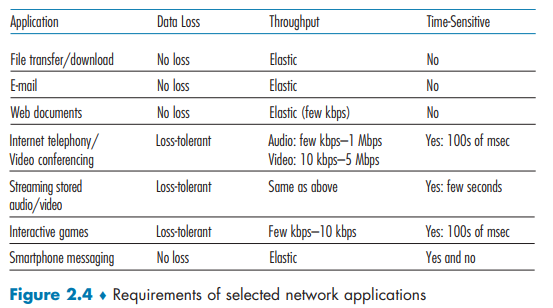 Application Data Loss Throughput Time-Sensitive
File transfer/download No loss Elastic No
E-mail No loss Elastic No
Web documents No loss Elastic (few kbps) No
Internet telephony/ Loss-tolerant Audio: few kbps–1 Mbps Yes: 100s of msec
Video conferencing Video: 10 kbps–5 Mbps
Streaming stored Loss-tolerant Same as above Yes: few seconds
audio/video
Interactive games Loss-tolerant Few kbps–10 kbps Yes: 100s of msec
Smartphone messaging No loss Elastic Yes and no
Figure 2.4 ♦ Requirements of selected network applications